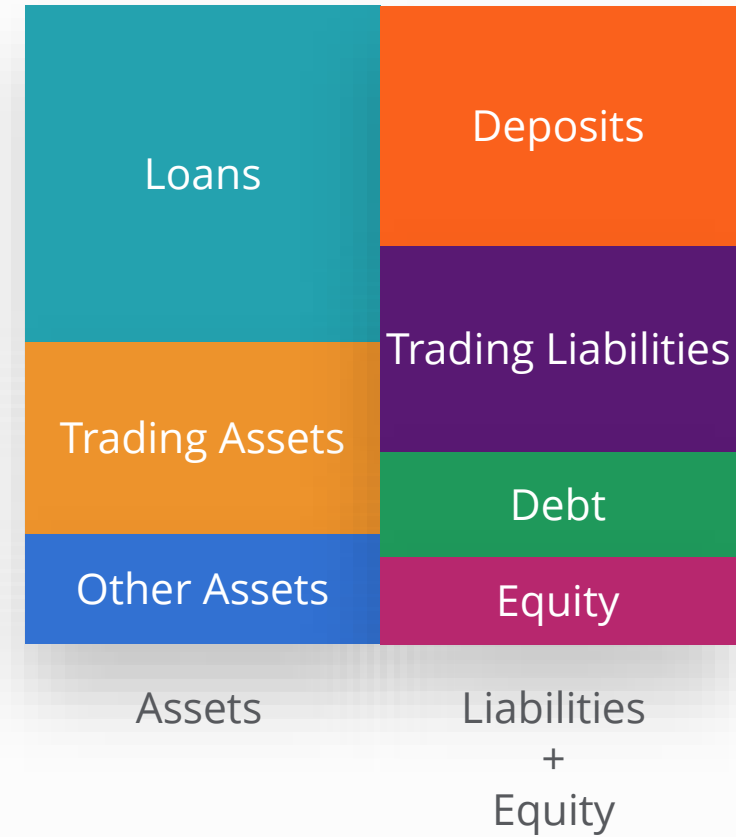 Loans
Trading Assets
Other Assets
Assets
Deposits
Trading Liabilities
Debt
Equity
Liabilities
+
Equity